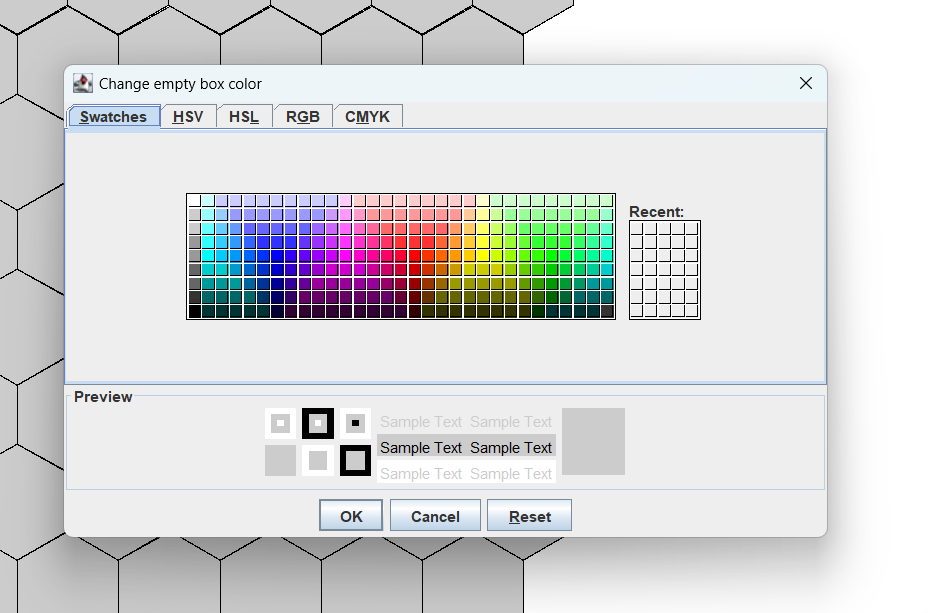 Change empty box color
Swatches HSV HSL RGB CMYK
Recent:
Preview
Sample Text Sample Text
Sample Text Sample Text
Sample Text Sample Text
OK Cancel Reset